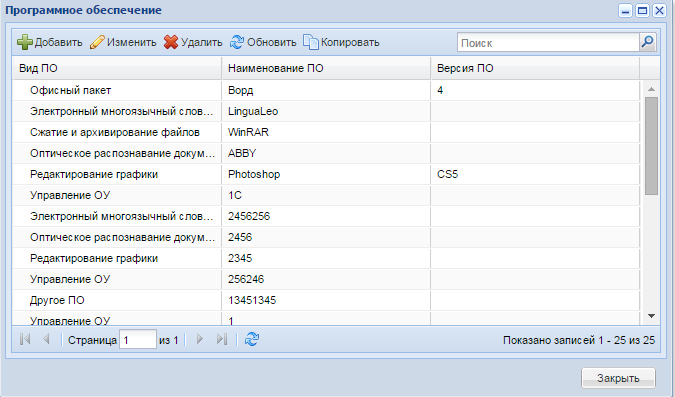 Программное обеспечение
Добавить Изменить Удалить Обновить Копировать Поиск
Вид ПО Наименование ПО Версия ПО
Офисный пакет Ворд 4
Электронный многоязычный слов... LinguaLeo
Сжатие и архивирование файлов WinRAR
Оптическое распознавание докум... ABBY
Редактирование графики Photoshop CS5
Управление ОУ 1С
Электронный многоязычный слов... 2456256
Оптическое распознавание докум... 2456
Редактирование графики 2345
Управление ОУ 256246
Другое ПО 13451345
Управление ОУ 1
Страница 1 из 1 Показано записей 1 - 25 из 25
Закрыть